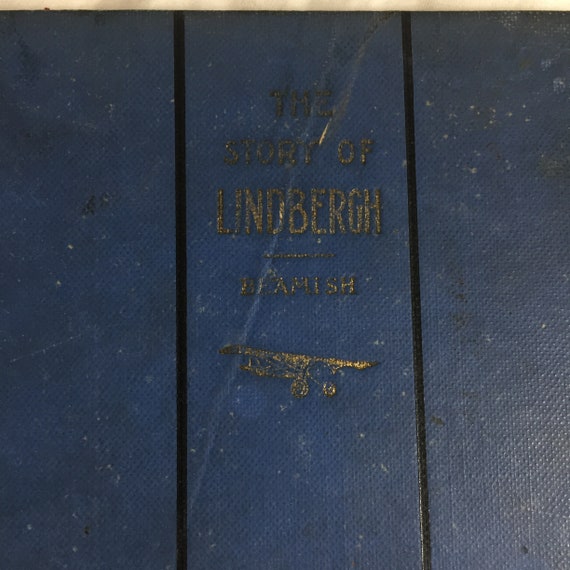 THE
STORY OF
LINDBERGH
BEAMISH